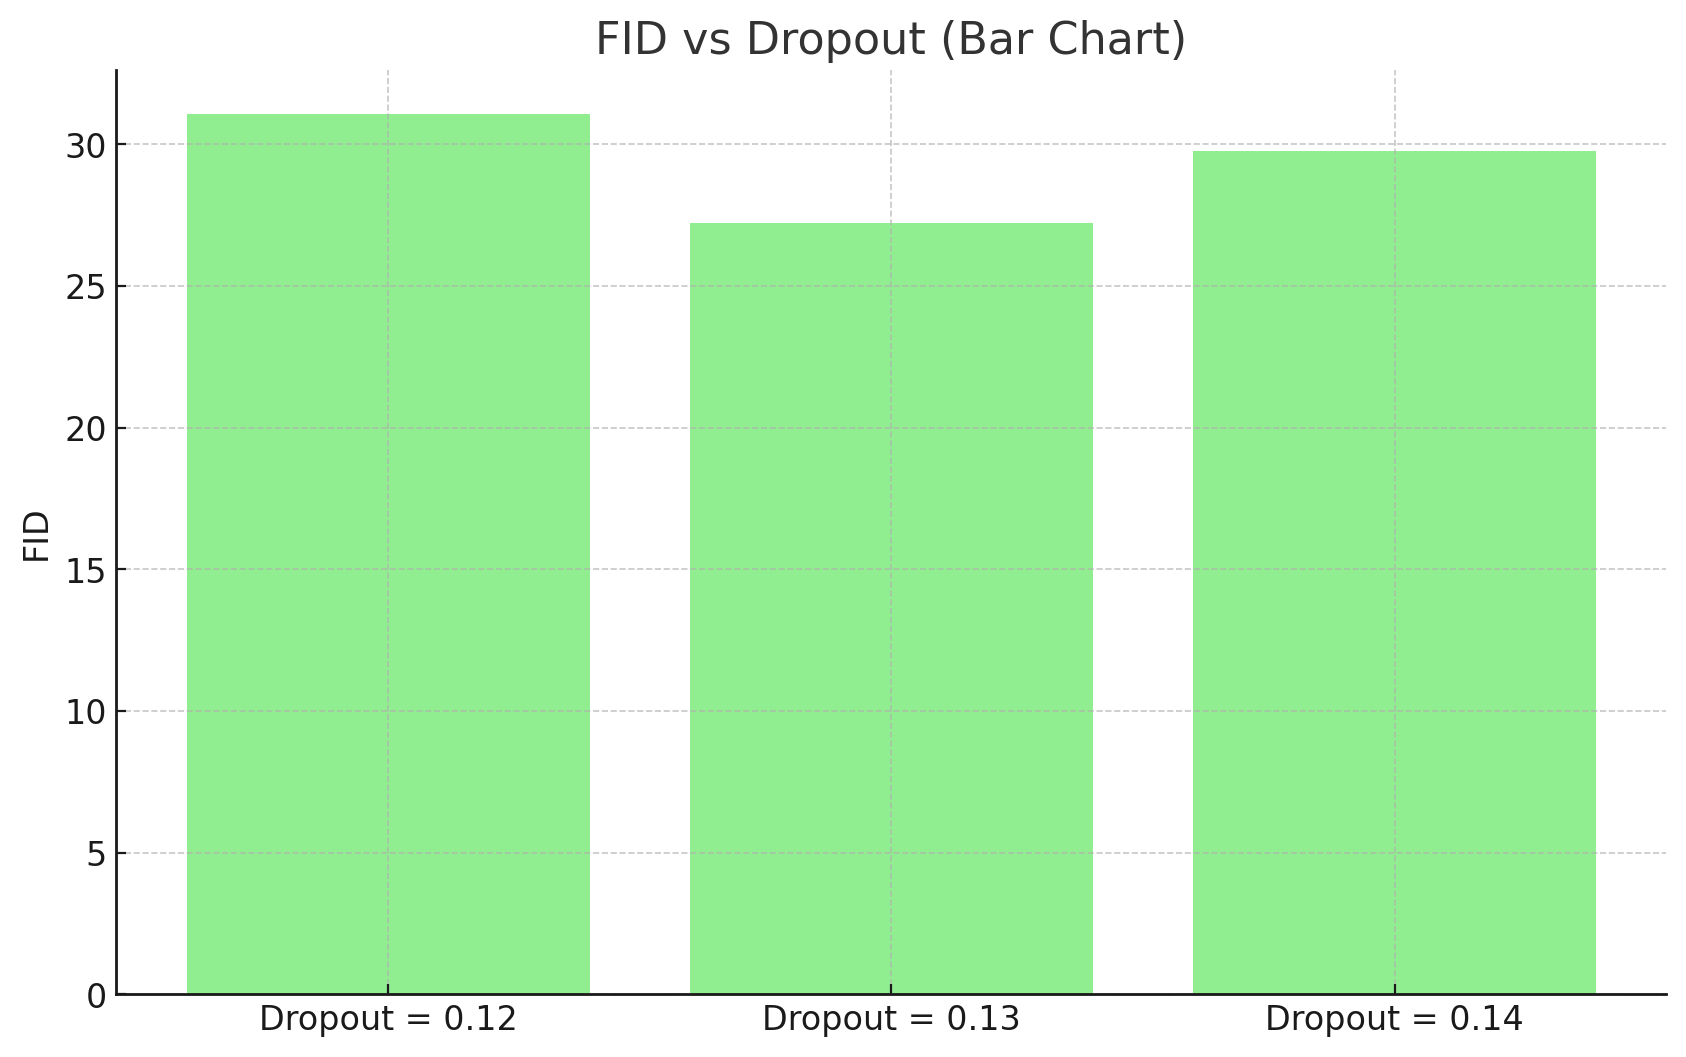 FID vs Dropout (Bar Chart)
30
25
20
15
10
5
0
FID
Dropout = 0.12
Dropout = 0.13
Dropout = 0.14